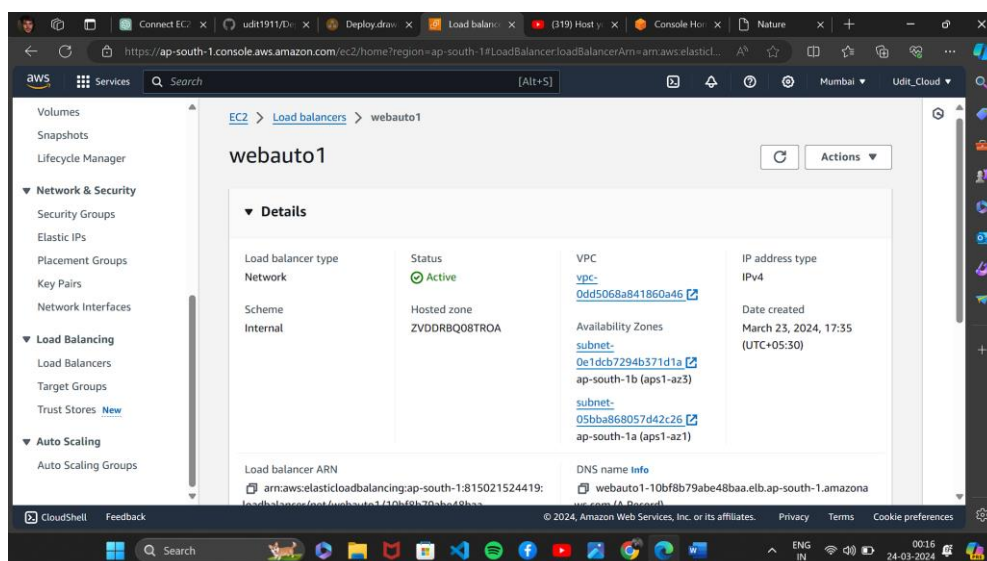 Connect EC2
udit1911/De
Deploy.draw
Load balanc
(319) Host y
Console Hom
Nature
https://ap-south-1.console.aws.amazon.com/ec2/home?region=ap-south-1#LoadBalancer:loadBalancerArn=arn:aws:elasticl...
aws
Services
Search
[Alt+S]
Mumbai
Udit_Cloud
Volumes
Snapshots
Lifecycle Manager
Network & Security
Security Groups
Elastic IPs
Placement Groups
Key Pairs
Network Interfaces
Load Balancing
Load Balancers
Target Groups
Trust Stores New
Auto Scaling
Auto Scaling Groups
EC2 > Load balancers > webauto1
webauto1
Actions
Details
Load balancer type
Network
Scheme
Internal
Status
Active
Hosted zone
ZVDDRBQ08TROA
VPC
vpc-
0dd5068a841860a46
Availability Zones
subnet-
0e1dcb7294b371d1a
ap-south-1b (aps1-az3)
subnet-
05bba868057d42c26
ap-south-1a (aps1-az1)
IP address type
IPv4
Date created
March 23, 2024, 17:35
(UTC+05:30)
Load balancer ARN
arn:aws:elasticloadbalancing:ap-south-1:815021524419:
loadbalancer/net/webauto1/10bf8b79abe48baa
DNS name Info
webauto1-10bf8b79abe48baa.elb.ap-south-1.amazona
ws.com (A Record)
CloudShell
Feedback
© 2024, Amazon Web Services, Inc. or its affiliates.
Privacy
Terms
Cookie preferences
Search
ENG
IN
00:16
24-03-2024